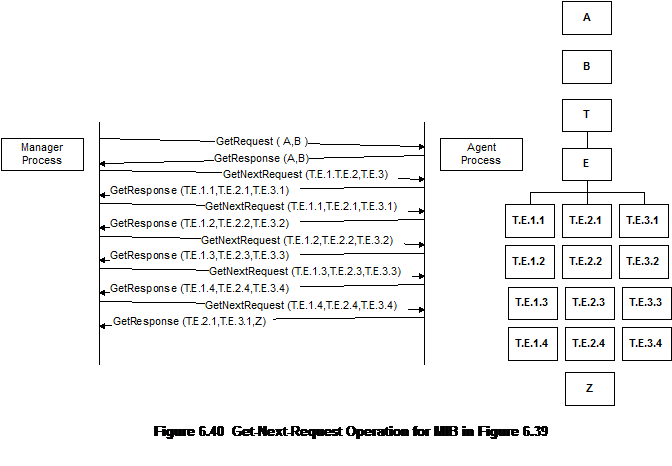 A
B
T
E
Manager
Process
Agent
Process
GetRequest ( A,B )
GetResponse (A,B)
GetNextRequest (T.E.1.T.E.2,T.E.3)
GetResponse (T.E.1.1,T.E.2.1,T.E.3.1)
GetNextRequest (T.E.1.1,T.E.2.1,T.E.3.1)
GetResponse (T.E.1.2,T.E.2.2,T.E.3.2)
GetNextRequest (T.E.1.2,T.E.2.2,T.E.3.2)
GetResponse (T.E.1.3,T.E.2.3,T.E.3.3)
GetNextRequest (T.E.1.3,T.E.2.3,T.E.3.3)
GetResponse (T.E.1.4,T.E.2.4,T.E.3.4)
GetNextRequest (T.E.1.4,T.E.2.4,T.E.3.4)
GetResponse (T.E.2.1,T.E.3.1,Z)
T.E.1.1 T.E.2.1 T.E.3.1
T.E.1.2 T.E.2.2 T.E.3.2
T.E.1.3 T.E.2.3 T.E.3.3
T.E.1.4 T.E.2.4 T.E.3.4
Z
Figure 6.40 Get-Next-Request Operation for MIB in Figure 6.39